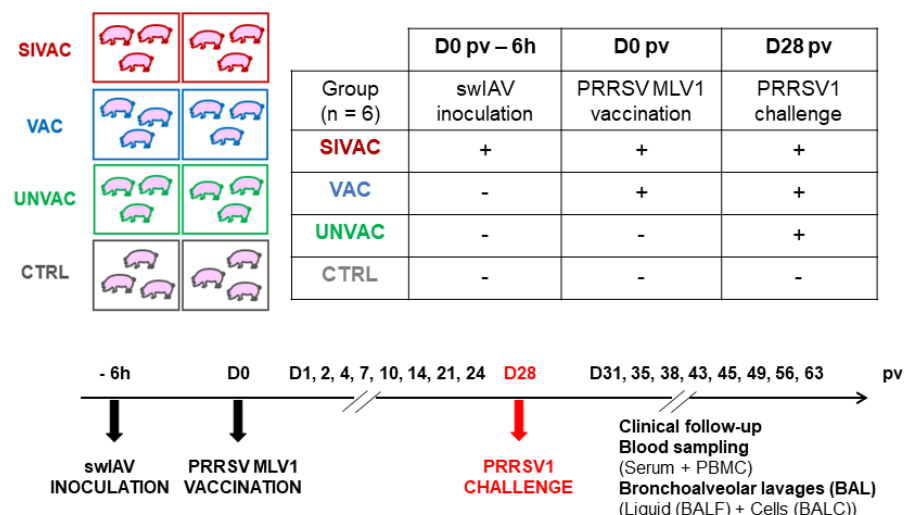 SIVAC
VAC
UNVAC
CTRL
D0 pv – 6h D0 pv D28 pv
Group (n = 6) swIAV inoculation PRRSV MLV1 vaccination PRRSV1 challenge
SIVAC + + +
VAC - + +
UNVAC - - +
CTRL - - -
- 6h D0 D1, 2, 4, 7, 10, 14, 21, 24 D28 D31, 35, 38, 43, 45, 49, 56, 63 pv
swIAV
INOCULATION
PRRSV MLV1
VACCINATION
PRRSV1
CHALLENGE
Clinical follow-up
Blood sampling
(Serum + PBMC)
Bronchoalveolar lavages (BAL)
(Liquid (BALF) + Cells (BALC))